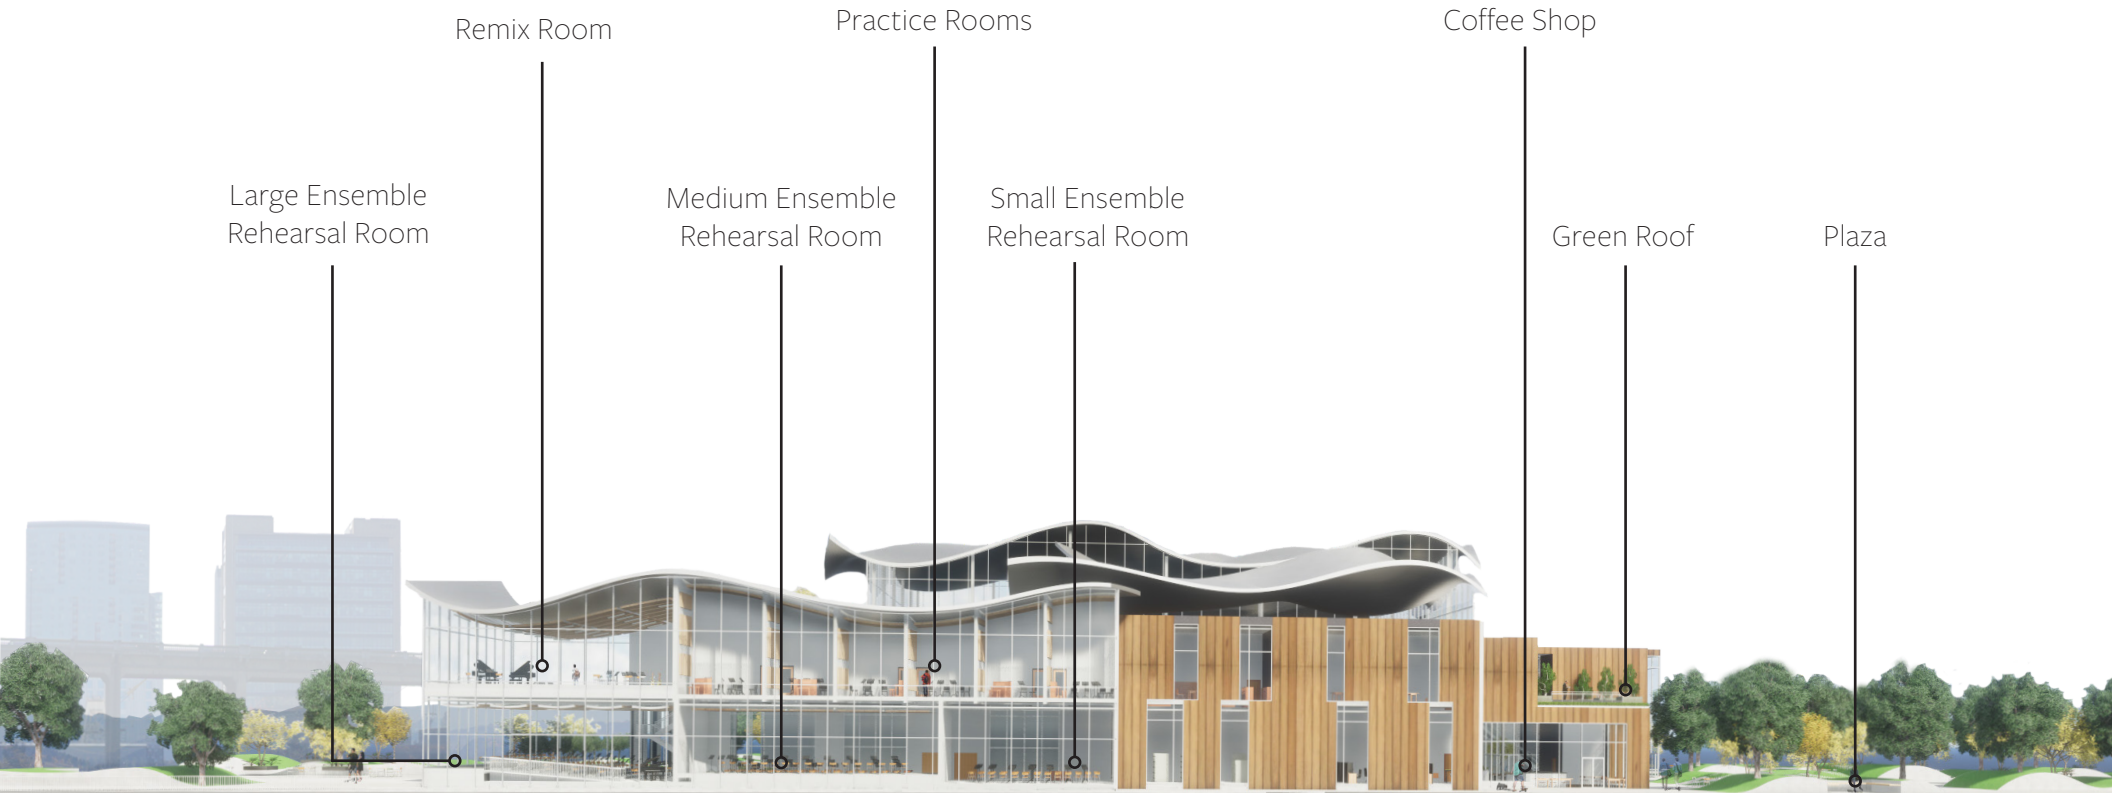 Remix Room
Practice Rooms
Coffee Shop
Large Ensemble
Rehearsal Room
Medium Ensemble
Rehearsal Room
Small Ensemble
Rehearsal Room
Green Roof
Plaza